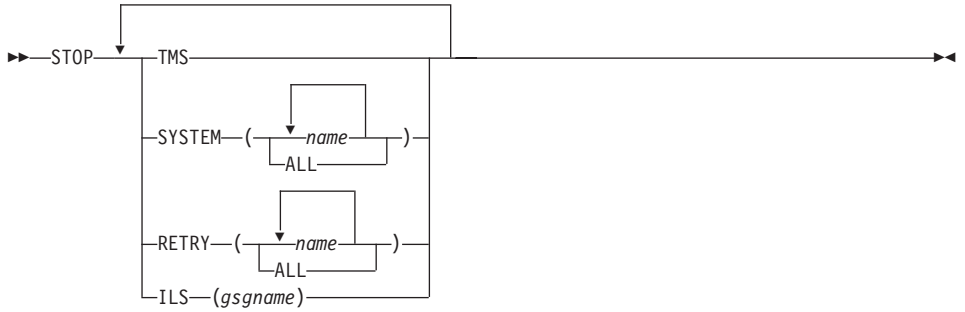 STOP TMS
SYSTEM ( name )
ALL
RETRY ( name )
ALL
ILS (gsgname)